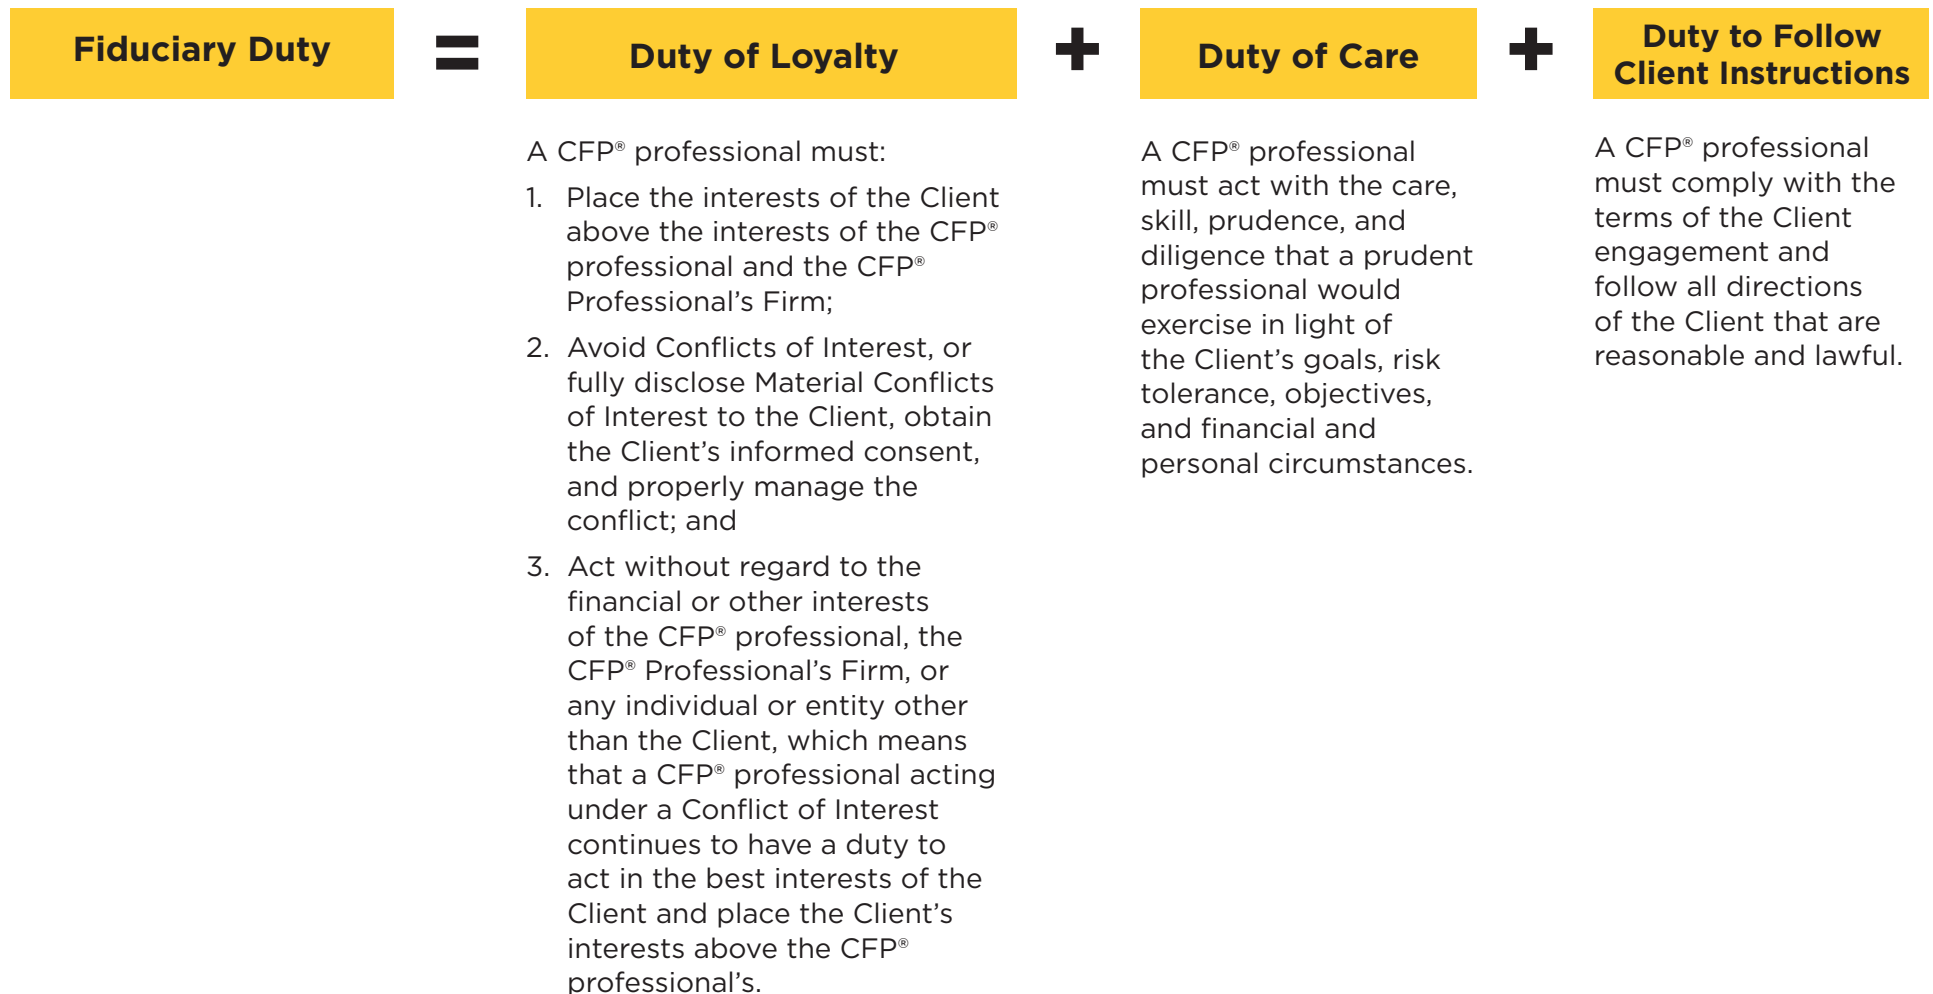 Fiduciary Duty
=
Duty of Loyalty
+
Duty of Care
+
Duty to Follow
Client Instructions
A CFP® professional must:
1. Place the interests of the Client
above the interests of the CFP®
professional and the CFP®
Professional’s Firm;
2. Avoid Conflicts of Interest, or
fully disclose Material Conflicts
of Interest to the Client, obtain
the Client’s informed consent,
and properly manage the
conflict; and
3. Act without regard to the
financial or other interests
of the CFP® professional, the
CFP® Professional’s Firm, or
any individual or entity other
than the Client, which means
that a CFP® professional acting
under a Conflict of Interest
continues to have a duty to
act in the best interests of the
Client and place the Client’s
interests above the CFP®
professional’s.
A CFP® professional
must act with the care,
skill, prudence, and
diligence that a prudent
professional would
exercise in light of
the Client’s goals, risk
tolerance, objectives,
and financial and
personal circumstances.
A CFP® professional
must comply with the
terms of the Client
engagement and
follow all directions
of the Client that are
reasonable and lawful.